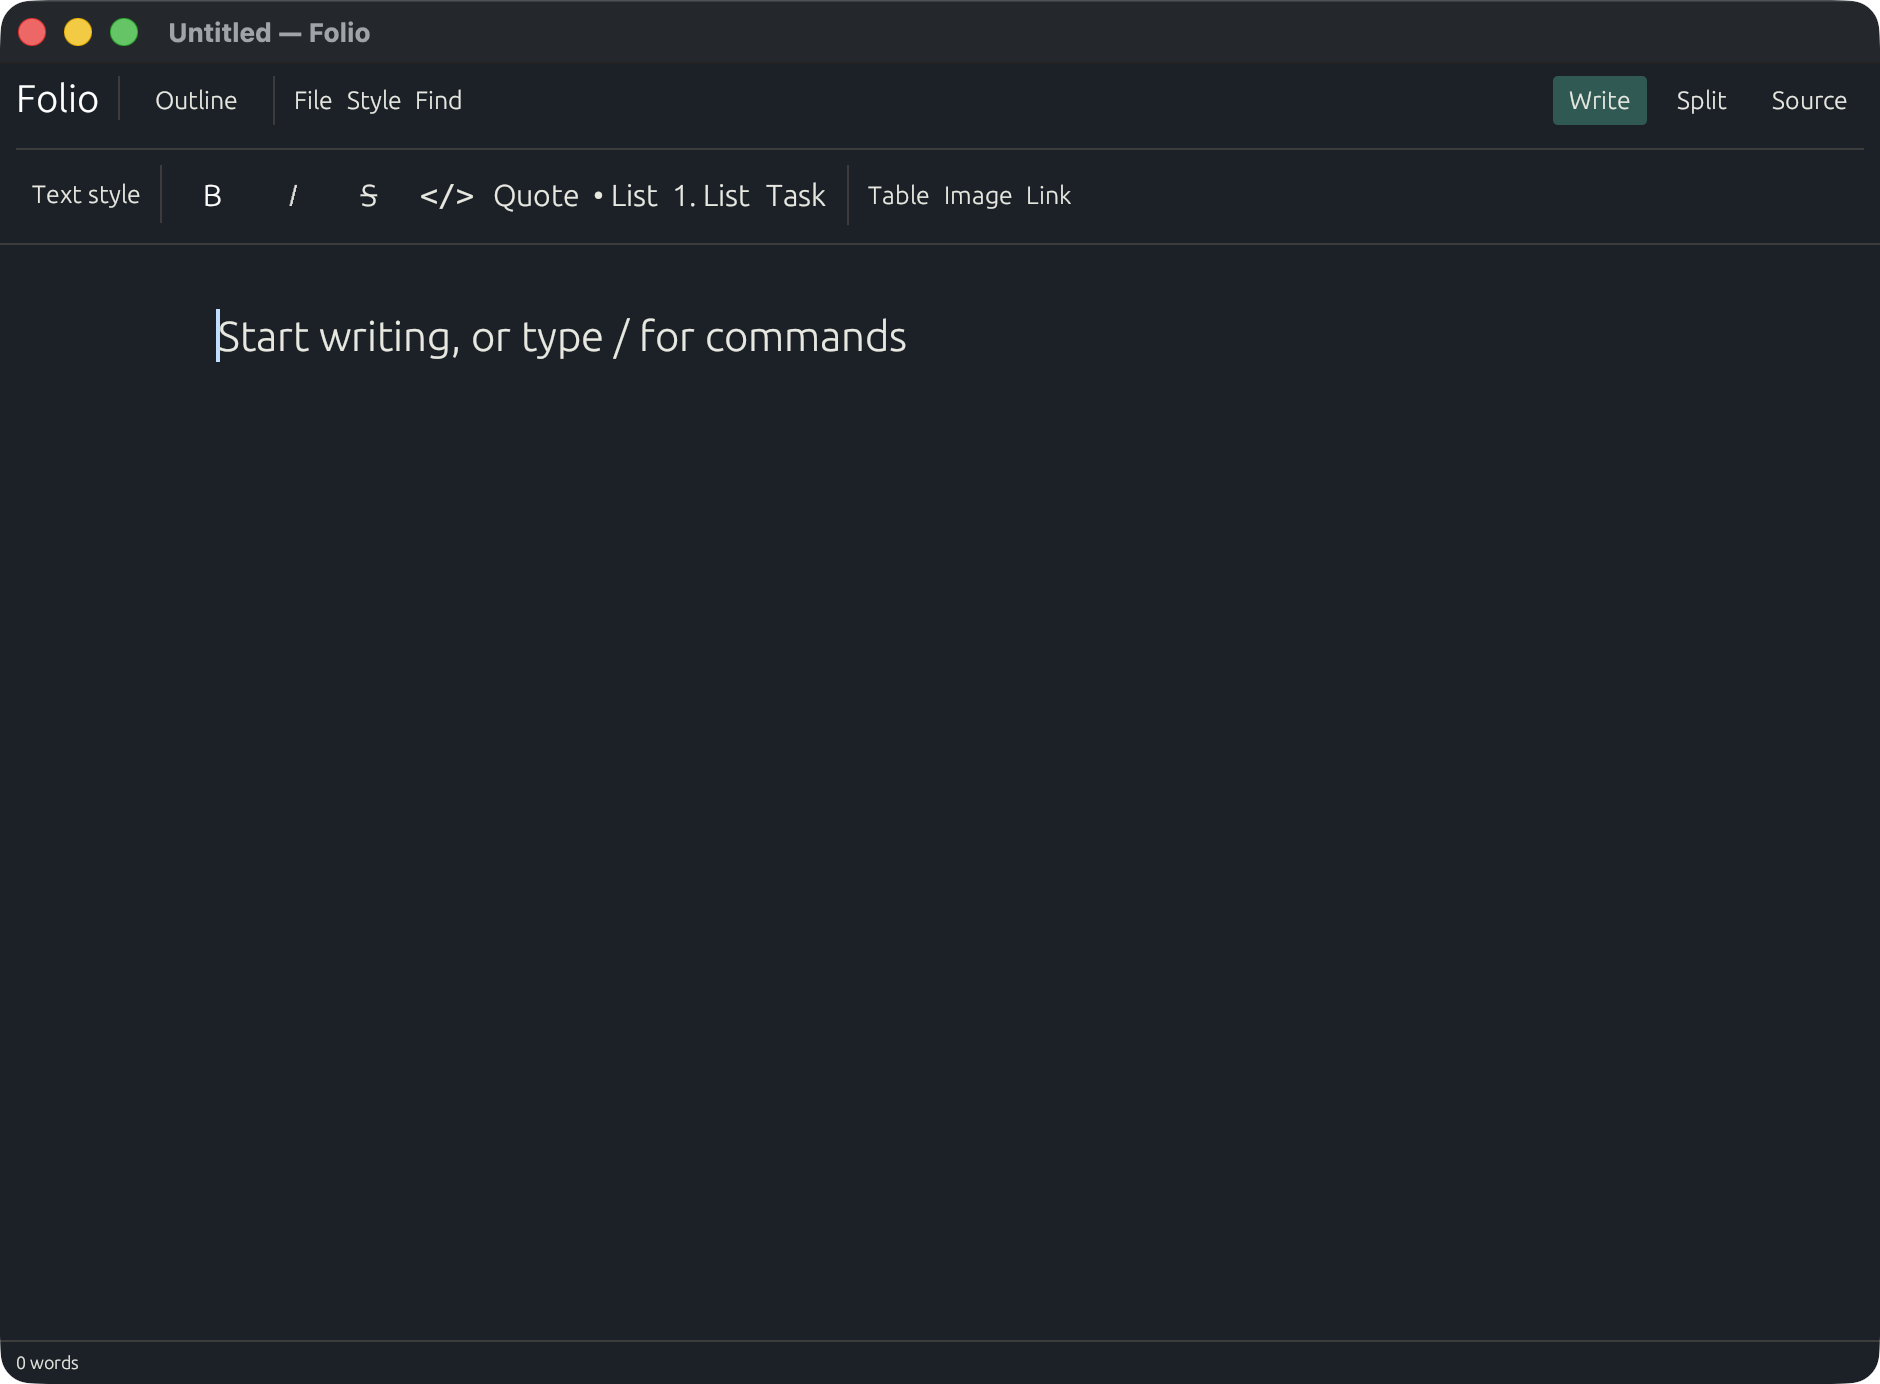 Untitled — Folio
Folio Outline File Style Find Write Split Source
Text style B I S </> Quote • List 1. List Task Table Image Link
Start writing, or type / for commands
0 words